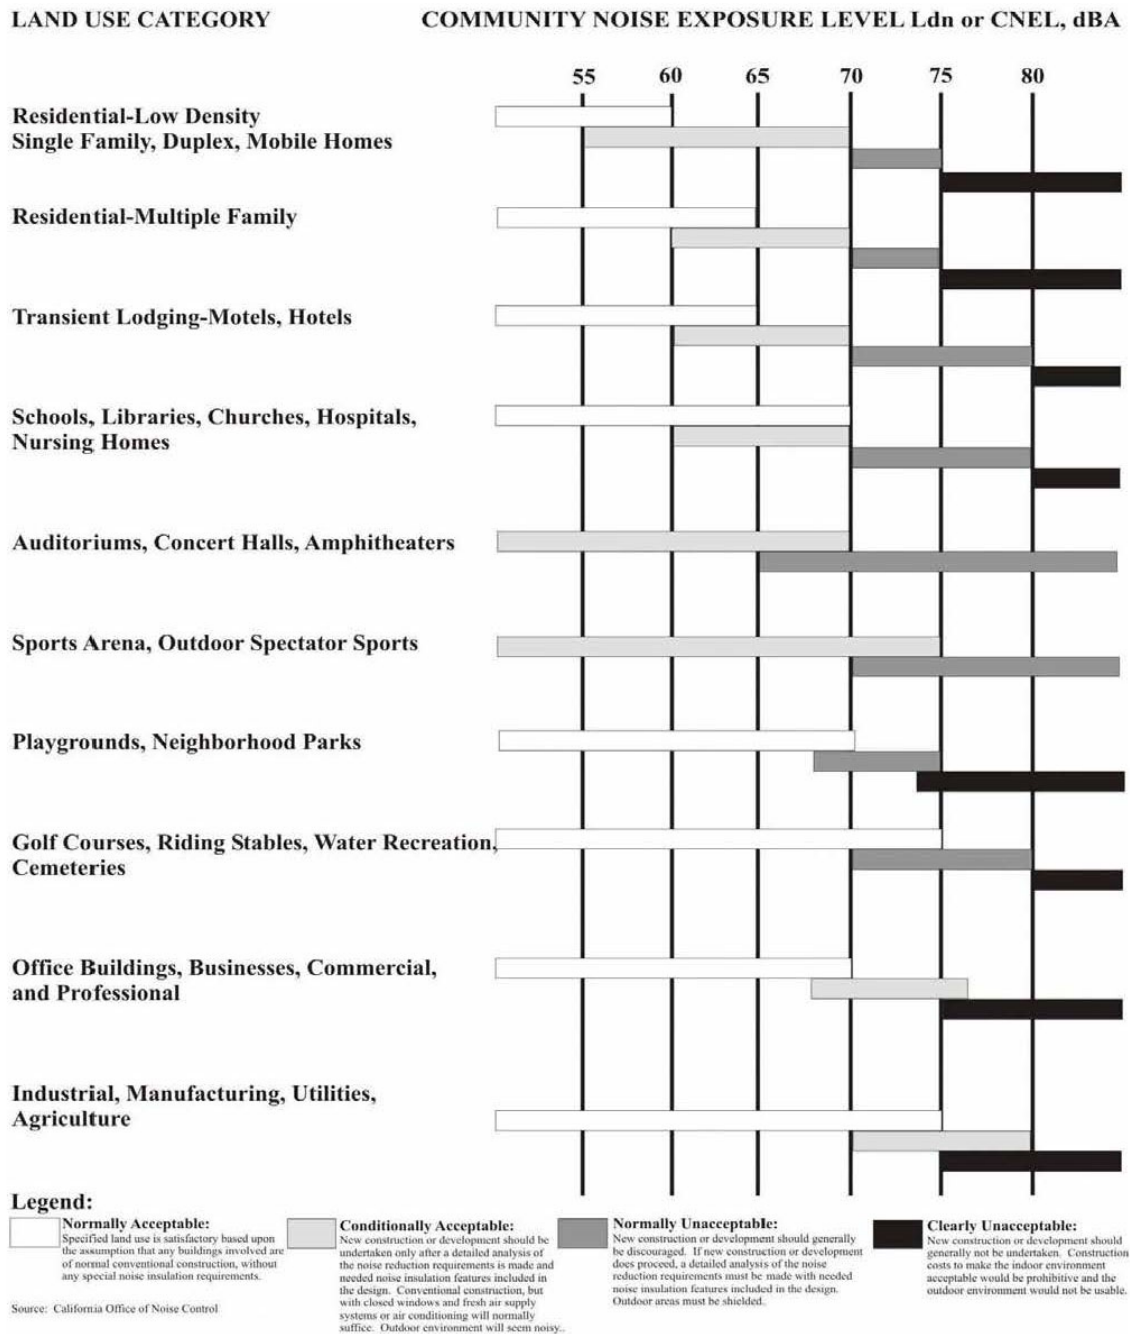 LAND USE CATEGORY COMMUNITY NOISE EXPOSURE LEVEL Ldn or CNEL, dBA
55 60 65 70 75 80
Residential-Low Density
Single Family, Duplex, Mobile Homes
Residential-Multiple Family
Transient Lodging-Motels, Hotels
Schools, Libraries, Churches, Hospitals,
Nursing Homes
Auditoriums, Concert Halls, Amphitheaters
Sports Arena, Outdoor Spectator Sports
Playgrounds, Neighborhood Parks
Golf Courses, Riding Stables, Water Recreation,
Cemeteries
Office Buildings, Businesses, Commercial,
and Professional
Industrial, Manufacturing, Utilities,
Agriculture
Legend:
Normally Acceptable:
Specified land use is satisfactory based upon
the assumption that any buildings involved are
of normal conventional construction, without
any special noise insulation requirements.
Conditionally Acceptable:
New construction or development should be
undertaken only after a detailed analysis of
the noise reduction requirements is made and
needed noise insulation features included in
the design. Conventional construction, but
with closed windows and fresh air supply
systems or air conditioning will normally
suffice. Outdoor environment will seem noisy..
Normally Unacceptable:
New construction or development should generally
be discouraged. If new construction or development
does proceed, a detailed analysis of the noise
reduction requirements must be made with needed
noise insulation features included in the design.
Outdoor areas must be shielded.
Clearly Unacceptable:
New construction or development should
generally not be undertaken. Construction
costs to make the indoor environment
acceptable would be prohibitive and the
outdoor environment would not be usable.
Source: California Office of Noise Control